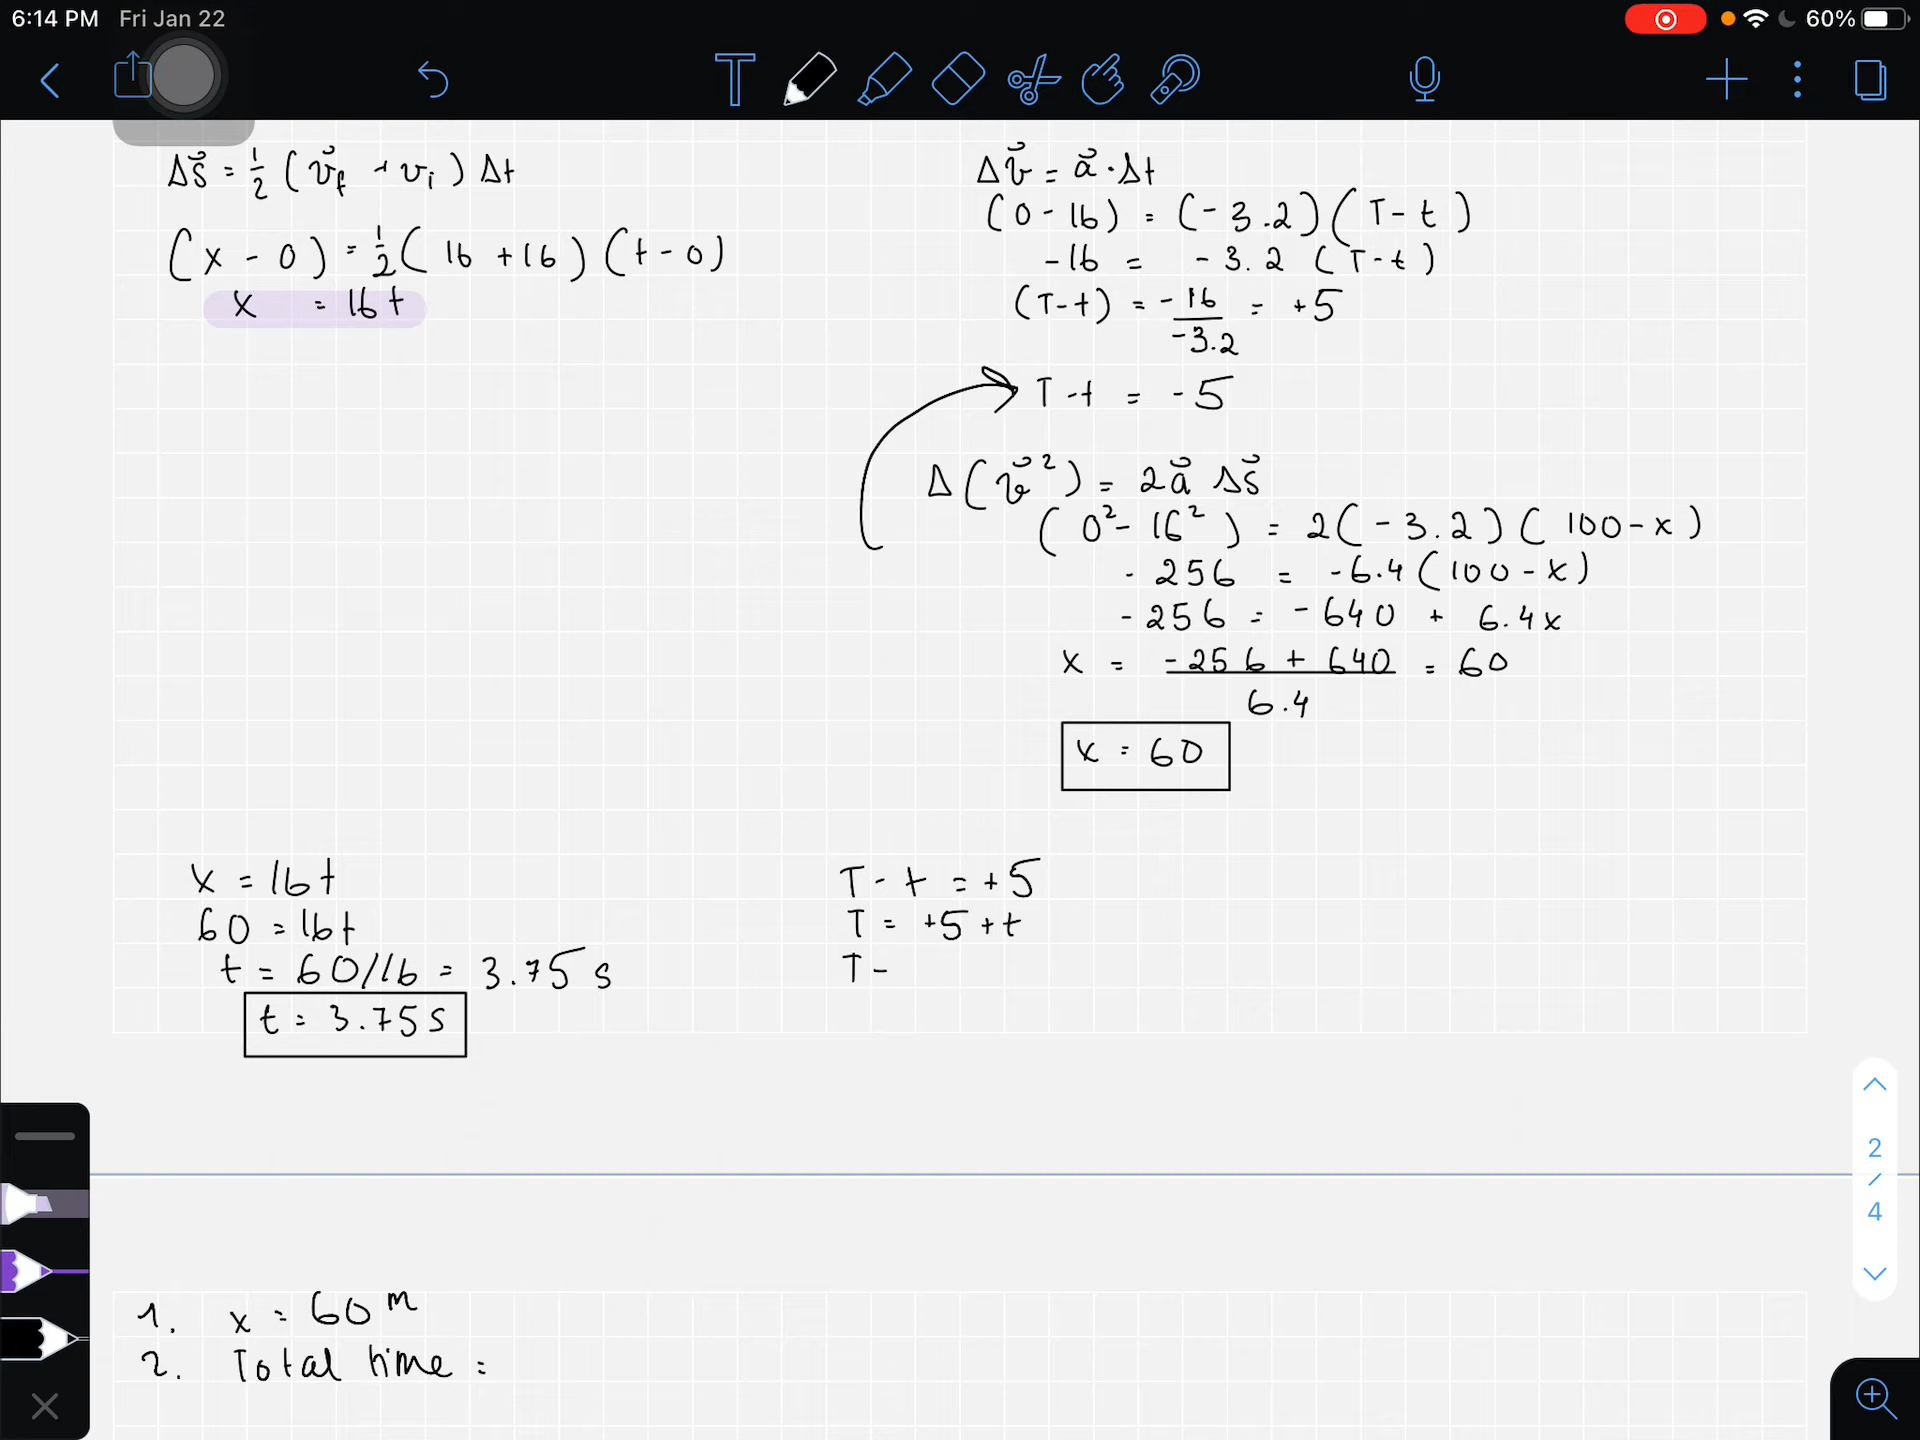 6:14 PM Fri Jan 22
60%
Δs⃗ = 1/2 (v⃗f + vi) Δt
(x - 0) = 1/2 (16 + 16) (t - 0)
x = 16t
Δv⃗ = a⃗ · Δt
(0 - 16) = (-3.2)(T - t)
-16 = -3.2 (T - t)
(T - t) = -16/-3.2 = +5
T - t = -5
Δ(v⃗²) = 2a⃗ Δs⃗
(0² - 16²) = 2(-3.2)(100 - x)
-256 = -6.4(100 - x)
-256 = -640 + 6.4x
x = (-256 + 640)/6.4 = 60
x = 60
x = 16t
60 = 16t
t = 60/16 = 3.75 s
t = 3.75 s
T - t = +5
T = +5 + t
T -
2
/
4
1. x = 60 m
2. Total time =